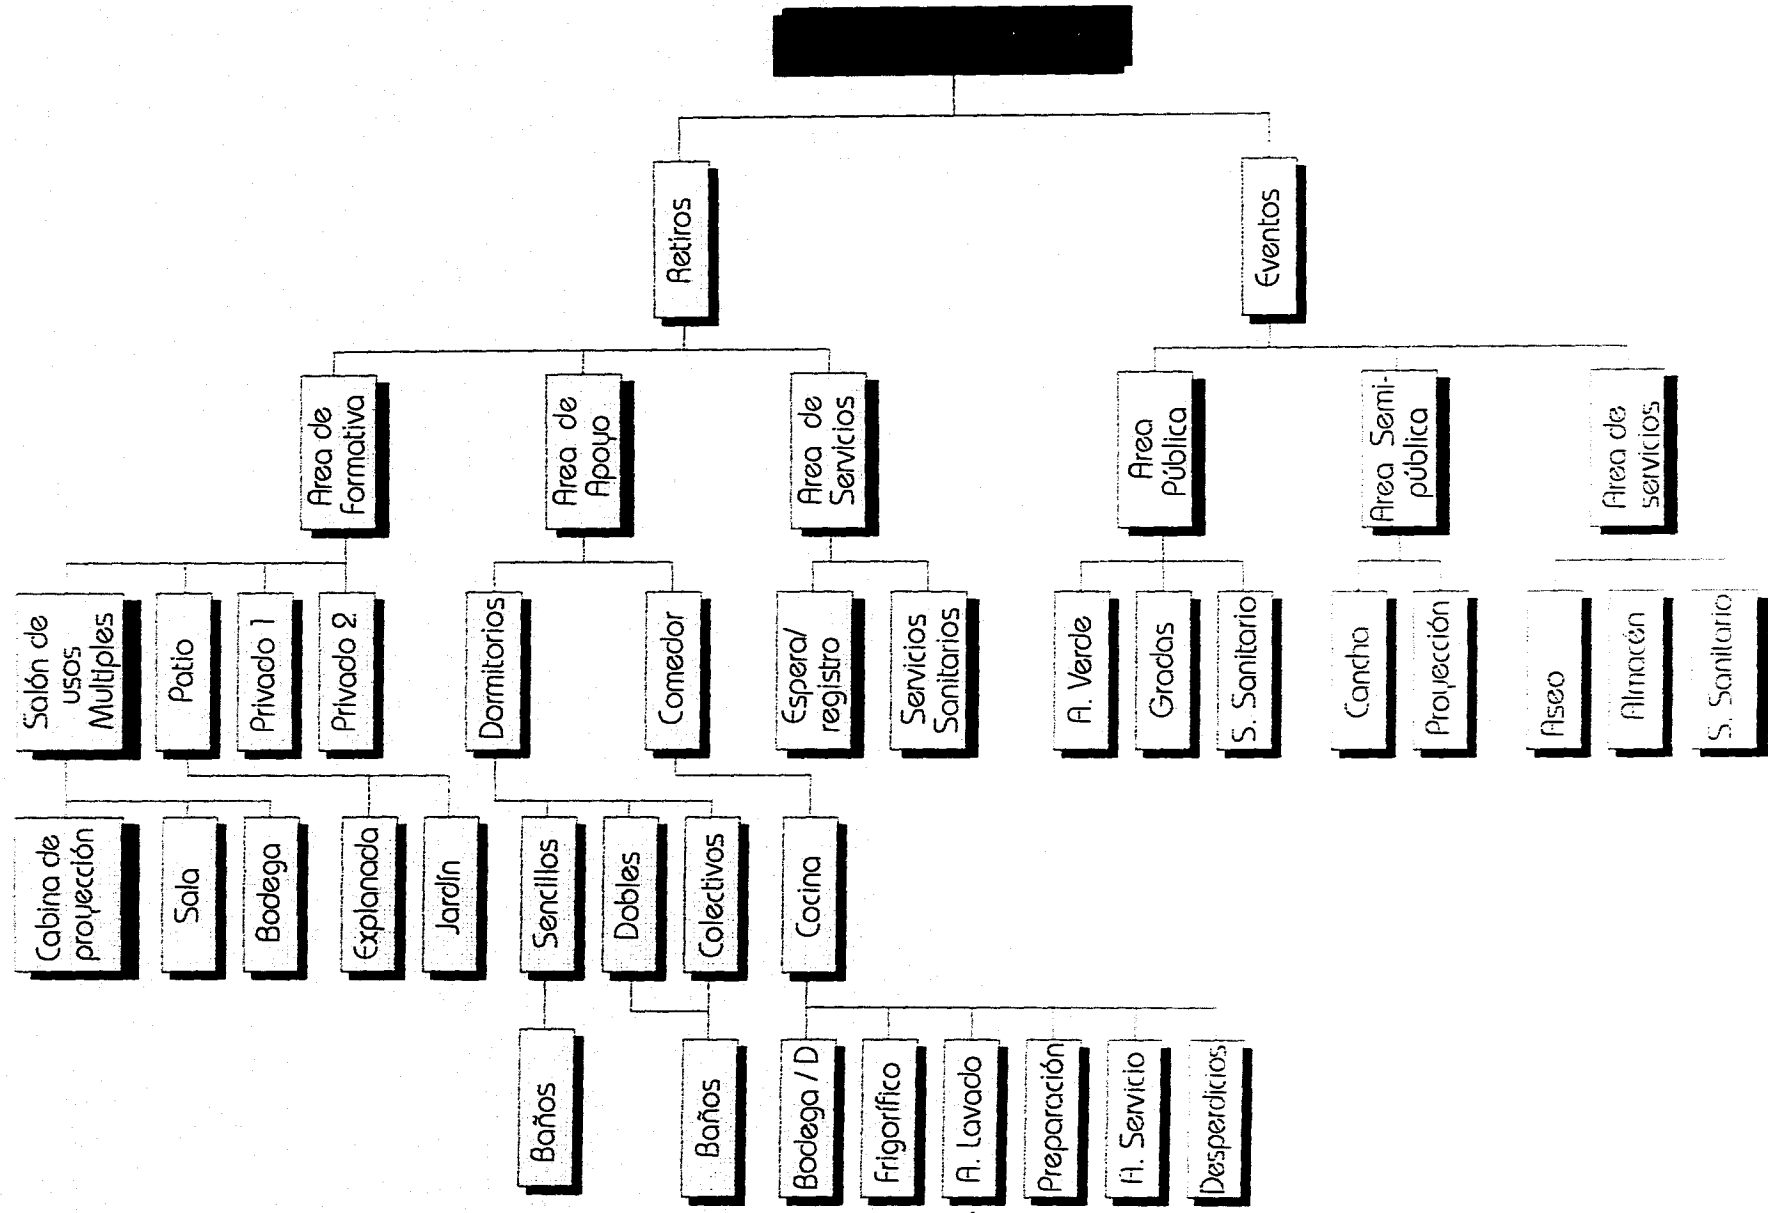 Retiros
Eventos
Area de
Formativa
Area de
Apoyo
Area de
Servicios
Area
Pública
Area Semi-
pública
Area de
servicios
Salón de
usos
Multiples
Patio
Privado 1
Privado 2
Dormitorios
Comedor
Espera/
registro
Servicios
Sanitarios
A. Verde
Gradas
S. Sanitario
Cancha
Proyección
Aseo
Almacén
S. Sanitario
Cabina de
proyección
Sala
Bodega
Explanada
Jardín
Sencillos
Dobles
Colectivos
Cocina
Baños
Baños
Bodega / D
Frigorífico
A. Lavado
Preparación
A. Servicio
Desperdicios